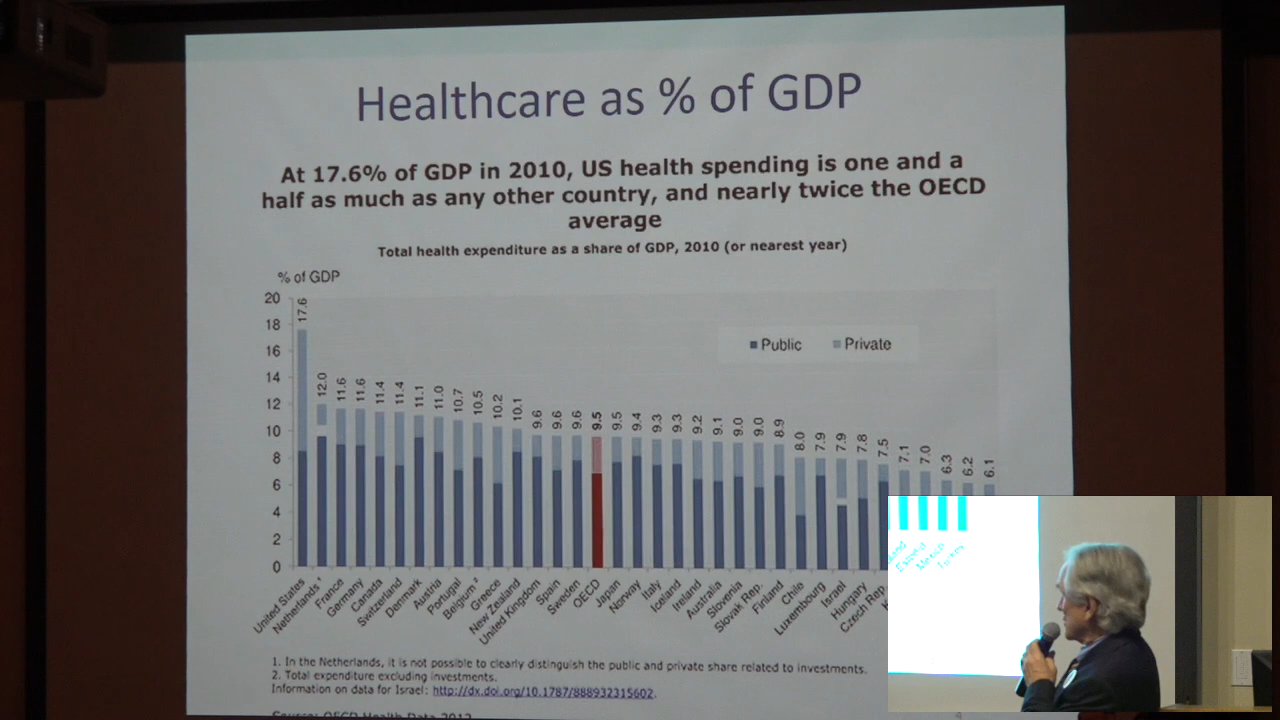 Healthcare as % of GDP
At 17.6% of GDP in 2010, US health spending is one and a
half as much as any other country, and nearly twice the OECD
average
Total health expenditure as a share of GDP, 2010 (or nearest year)
% of GDP
20
18
16
14
12
10
8
6
4
2
0
Public Private
17.6 12.0 11.6 11.6 11.4 11.4 11.1 11.0 10.7 10.5 10.2 10.1 9.6 9.6 9.6 9.5 9.5 9.4 9.3 9.3 9.2 9.1 9.0 9.0 8.9 8.0 7.9 7.9 7.8 7.5 7.1 7.0 6.3 6.2 6.1
United States
Netherlands ¹
France
Germany
Canada
Switzerland
Denmark
Austria
Portugal
Belgium ²
Greece
New Zealand
United Kingdom
Spain
Sweden
OECD
Japan
Norway
Italy
Iceland
Ireland
Australia
Slovenia
Slovak Rep.
Finland
Chile
Luxembourg
Israel
Hungary
Czech Rep.
1. In the Netherlands, it is not possible to clearly distinguish the public and private share related to investments.
2. Total expenditure excluding investments.
Information on data for Israel: http://dx.doi.org/10.1787/888932315602.
Source: OECD Health Data 2012
Mexico